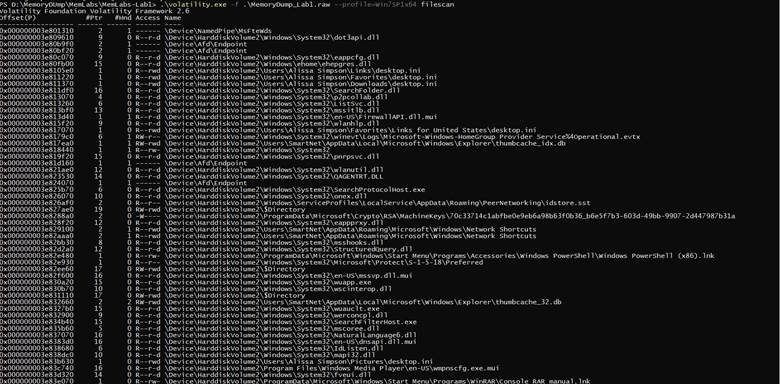 PS D:\MemoryDUmp\MemLabs\MemLabs-Lab1> .\volatility.exe -f .\MemoryDump_Lab1.raw --profile=Win7SP1x64 filescan
Volatility Foundation Volatility Framework 2.6
Offset(P) #Ptr #Hnd Access Name
0x000000003e801310 2 1 ------ \Device\NamedPipe\MsFteWds
0x000000003e809610 9 0 R--r-d \Device\HarddiskVolume2\Windows\System32\dot3api.dll
0x000000003e80b9f0 2 1 ------ \Device\Afd\Endpoint
0x000000003e80bf20 2 1 ------ \Device\Afd\Endpoint
0x000000003e80c070 9 0 R--r-d \Device\HarddiskVolume2\Windows\System32\eappcfg.dll
0x000000003e80fb00 15 0 R--r-d \Device\HarddiskVolume2\Windows\ehome\ehepgres.dll
0x000000003e8105e0 1 0 R--rwd \Device\HarddiskVolume2\Users\Alissa Simpson\Links\desktop.ini
0x000000003e811220 1 0 R--rwd \Device\HarddiskVolume2\Users\Alissa Simpson\Favorites\desktop.ini
0x000000003e811370 1 0 R--rwd \Device\HarddiskVolume2\Users\Alissa Simpson\Downloads\desktop.ini
0x000000003e811df0 16 0 R--r-d \Device\HarddiskVolume2\Windows\System32\SearchFolder.dll
0x000000003e813070 4 0 R--r-d \Device\HarddiskVolume2\Windows\System32\p2pcollab.dll
0x000000003e813260 6 0 R--r-d \Device\HarddiskVolume2\Windows\System32\ListSvc.dll
0x000000003e813bf0 13 0 R--r-d \Device\HarddiskVolume2\Windows\System32\mssitlb.dll
0x000000003e813d40 1 1 R--r-d \Device\HarddiskVolume2\Windows\System32\en-US\FirewallAPI.dll.mui
0x000000003e815f20 9 0 R--r-d \Device\HarddiskVolume2\Windows\System32\wlanhlp.dll
0x000000003e817070 1 0 R--rwd \Device\HarddiskVolume2\Users\Alissa Simpson\Favorites\Links for United States\desktop.ini
0x000000003e8179c0 6 1 RW-r-- \Device\HarddiskVolume2\Windows\System32\winevt\Logs\Microsoft-Windows-HomeGroup Provider Service%4Operational.evtx
0x000000003e817ea0 1 1 RW-rwd \Device\HarddiskVolume2\Users\SmartNet\AppData\Local\Microsoft\Windows\Explorer\thumbcache_idx.db
0x000000003e818440 1 1 R--rw- \Device\HarddiskVolume2\Windows\System32
0x000000003e819f20 15 0 R--r-d \Device\HarddiskVolume2\Windows\System32\pnrpsvc.dll
0x000000003e81d160 1 1 ------ \Device\Afd\Endpoint
0x000000003e821ae0 12 0 R--r-d \Device\HarddiskVolume2\Windows\System32\wlanutil.dll
0x000000003e823530 14 0 R--r-d \Device\HarddiskVolume2\Windows\System32\QAGENTRT.DLL
0x000000003e824070 1 1 ------ \Device\Afd\Endpoint
0x000000003e825b70 6 0 R--r-d \Device\HarddiskVolume2\Windows\System32\SearchProtocolHost.exe
0x000000003e826070 10 0 R--r-d \Device\HarddiskVolume2\Windows\System32\onex.dll
0x000000003e826af0 2 0 RW-rwd \Device\HarddiskVolume2\Windows\ServiceProfiles\LocalService\AppData\Roaming\PeerNetworking\idstore.sst
0x000000003e827ae0 19 0 RW-rwd \Device\HarddiskVolume2\$Directory
0x000000003e8288a0 2 0 -W---- \Device\HarddiskVolume2\ProgramData\Microsoft\Crypto\RSA\MachineKeys\70c33714c1abfbe0e9eb6a98b63f0b36_b6e5f7b3-603d-49bb-9907-2d447987b31a
0x000000003e828f20 12 0 R--r-d \Device\HarddiskVolume2\Windows\System32\eappprxy.dll
0x000000003e829100 2 1 R--rwd \Device\HarddiskVolume2\Users\SmartNet\AppData\Roaming\Microsoft\Windows\Network Shortcuts
0x000000003e82aaa0 2 1 R--rwd \Device\HarddiskVolume2\Users\SmartNet\AppData\Roaming\Microsoft\Windows\Network Shortcuts
0x000000003e82bb30 8 0 R--r-d \Device\HarddiskVolume2\Windows\System32\msshooks.dll
0x000000003e82d2a0 12 0 R--r-d \Device\HarddiskVolume2\Windows\System32\StructuredQuery.dll
0x000000003e82e480 1 0 R--rw- \Device\HarddiskVolume2\ProgramData\Microsoft\Windows\Start Menu\Programs\Accessories\Windows PowerShell\Windows PowerShell (x86).lnk
0x000000003e82e930 1 0 R--r-- \Device\HarddiskVolume2\Windows\System32\Microsoft\Protect\S-1-5-18\Preferred
0x000000003e82ee60 17 0 RW-rwd \Device\HarddiskVolume2\$Directory
0x000000003e82f600 16 0 R--rwd \Device\HarddiskVolume2\Windows\System32\en-US\mssvp.dll.mui
0x000000003e830a20 15 0 R--r-d \Device\HarddiskVolume2\Windows\System32\wuapp.exe
0x000000003e830b70 10 0 R--r-d \Device\HarddiskVolume2\Windows\System32\wscinterop.dll
0x000000003e831110 17 0 RW-rwd \Device\HarddiskVolume2\$Directory
0x000000003e832660 2 1 RW-rwd \Device\HarddiskVolume2\Users\SmartNet\AppData\Local\Microsoft\Windows\Explorer\thumbcache_32.db
0x000000003e8327b0 15 0 R--r-d \Device\HarddiskVolume2\Windows\System32\wuauclt.exe
0x000000003e832900 9 0 R--r-d \Device\HarddiskVolume2\Windows\System32\werconcpl.dll
0x000000003e834b40 15 0 R--r-d \Device\HarddiskVolume2\Windows\System32\SearchFilterHost.exe
0x000000003e835b60 5 0 R--r-d \Device\HarddiskVolume2\Windows\System32\mscoree.dll
0x000000003e837070 16 0 R--r-d \Device\HarddiskVolume2\Windows\System32\NaturalLanguage6.dll
0x000000003e8383d0 16 0 R--rwd \Device\HarddiskVolume2\Windows\System32\en-US\dnsapi.dll.mui
0x000000003e838680 6 0 R--r-d \Device\HarddiskVolume2\Windows\System32\IdListen.dll
0x000000003e838dc0 10 0 R--r-d \Device\HarddiskVolume2\Windows\System32\mapi32.dll
0x000000003e83b630 1 0 R--rwd \Device\HarddiskVolume2\Users\Alissa Simpson\Pictures\desktop.ini
0x000000003e83c740 16 0 R--rwd \Device\HarddiskVolume2\Program Files\Windows Media Player\en-US\wmpnscfg.exe.mui
0x000000003e83d320 14 0 R--r-d \Device\HarddiskVolume2\Windows\System32\fveui.dll
0x000000003e83e070 1 0 R--rw- \Device\HarddiskVolume2\ProgramData\Microsoft\Windows\Start Menu\Programs\WinRAR\Console RAR manual.lnk